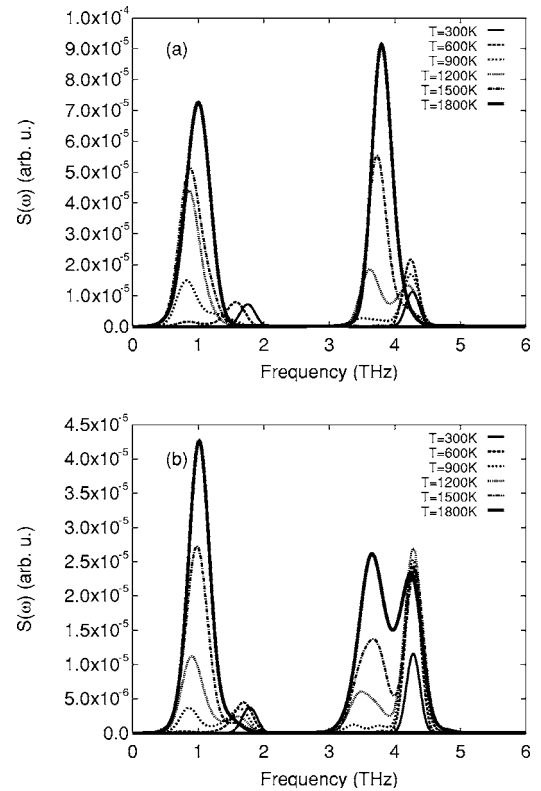 1.0x10⁻⁴
9.0x10⁻⁵
8.0x10⁻⁵
7.0x10⁻⁵
6.0x10⁻⁵
5.0x10⁻⁵
4.0x10⁻⁵
3.0x10⁻⁵
2.0x10⁻⁵
1.0x10⁻⁵
0.0
S(ω) (arb. u.)
(a)
T=300K
T=600K
T=900K
T=1200K
T=1500K
T=1800K
0 1 2 3 4 5 6
Frequency (THz)
4.5x10⁻⁵
4.0x10⁻⁵
3.5x10⁻⁵
3.0x10⁻⁵
2.5x10⁻⁵
2.0x10⁻⁵
1.5x10⁻⁵
1.0x10⁻⁵
5.0x10⁻⁶
0.0
S(ω) (arb. u.)
(b)
T=300K
T=600K
T=900K
T=1200K
T=1500K
T=1800K
0 1 2 3 4 5 6
Frequency (THz)